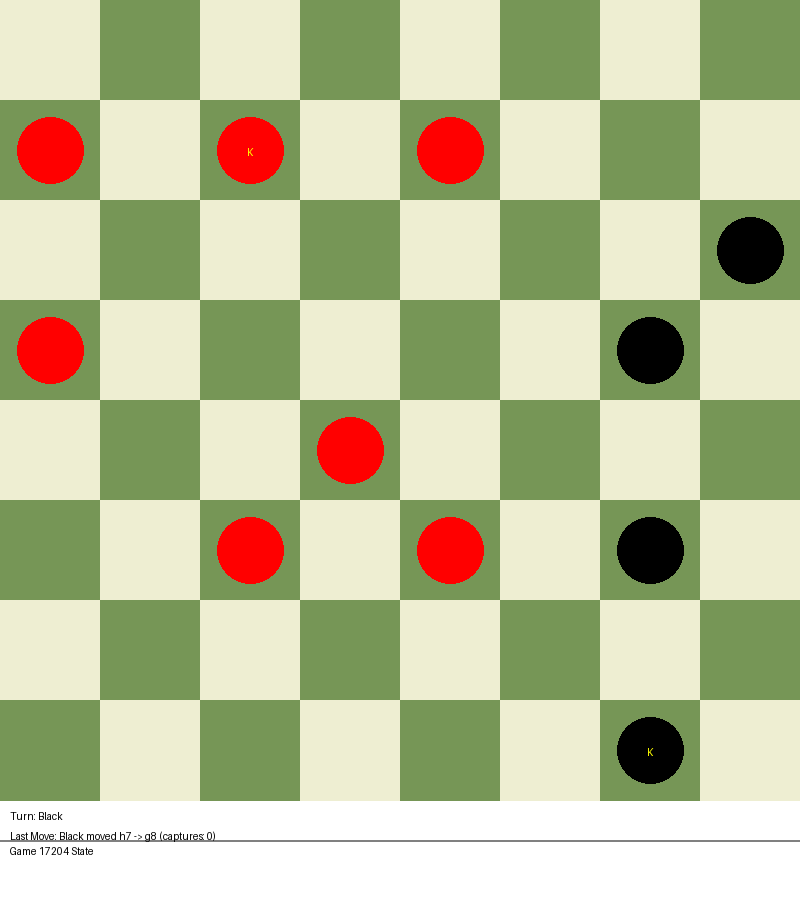 K
K
Turn: Black
Last Move: Black moved h7 -> g8 (captures: 0)
Game 17204 State